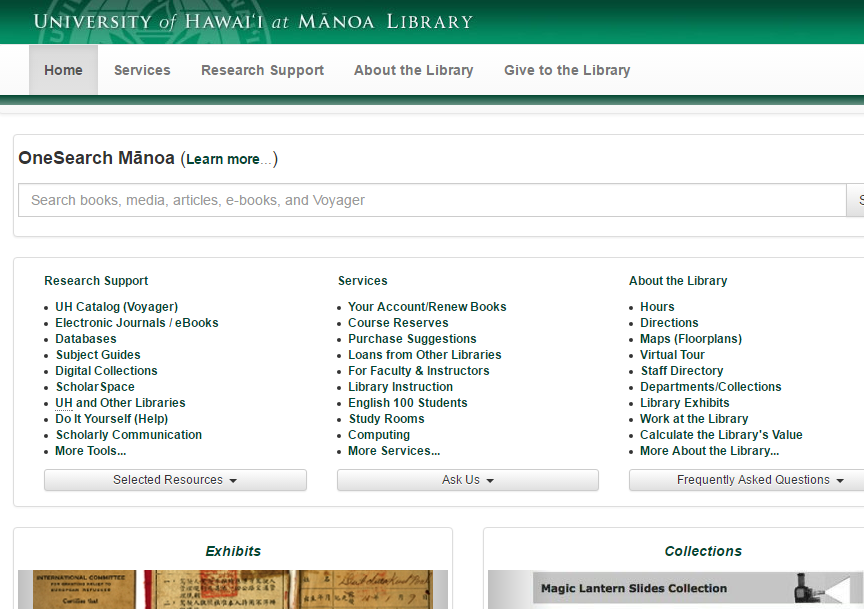 UNIVERSITY of HAWAI‘I at MĀNOA LIBRARY
Home Services Research Support About the Library Give to the Library
OneSearch Mānoa (Learn more...)
Search books, media, articles, e-books, and Voyager
Research Support
UH Catalog (Voyager)
Electronic Journals / eBooks
Databases
Subject Guides
Digital Collections
ScholarSpace
UH and Other Libraries
Do It Yourself (Help)
Scholarly Communication
More Tools...
Selected Resources
Services
Your Account/Renew Books
Course Reserves
Purchase Suggestions
Loans from Other Libraries
For Faculty & Instructors
Library Instruction
English 100 Students
Study Rooms
Computing
More Services...
Ask Us
About the Library
Hours
Directions
Maps (Floorplans)
Virtual Tour
Staff Directory
Departments/Collections
Library Exhibits
Work at the Library
Calculate the Library's Value
More About the Library...
Frequently Asked Questions
Exhibits
INTERNATIONAL COMMITTEE
Collections
Magic Lantern Slides Collection